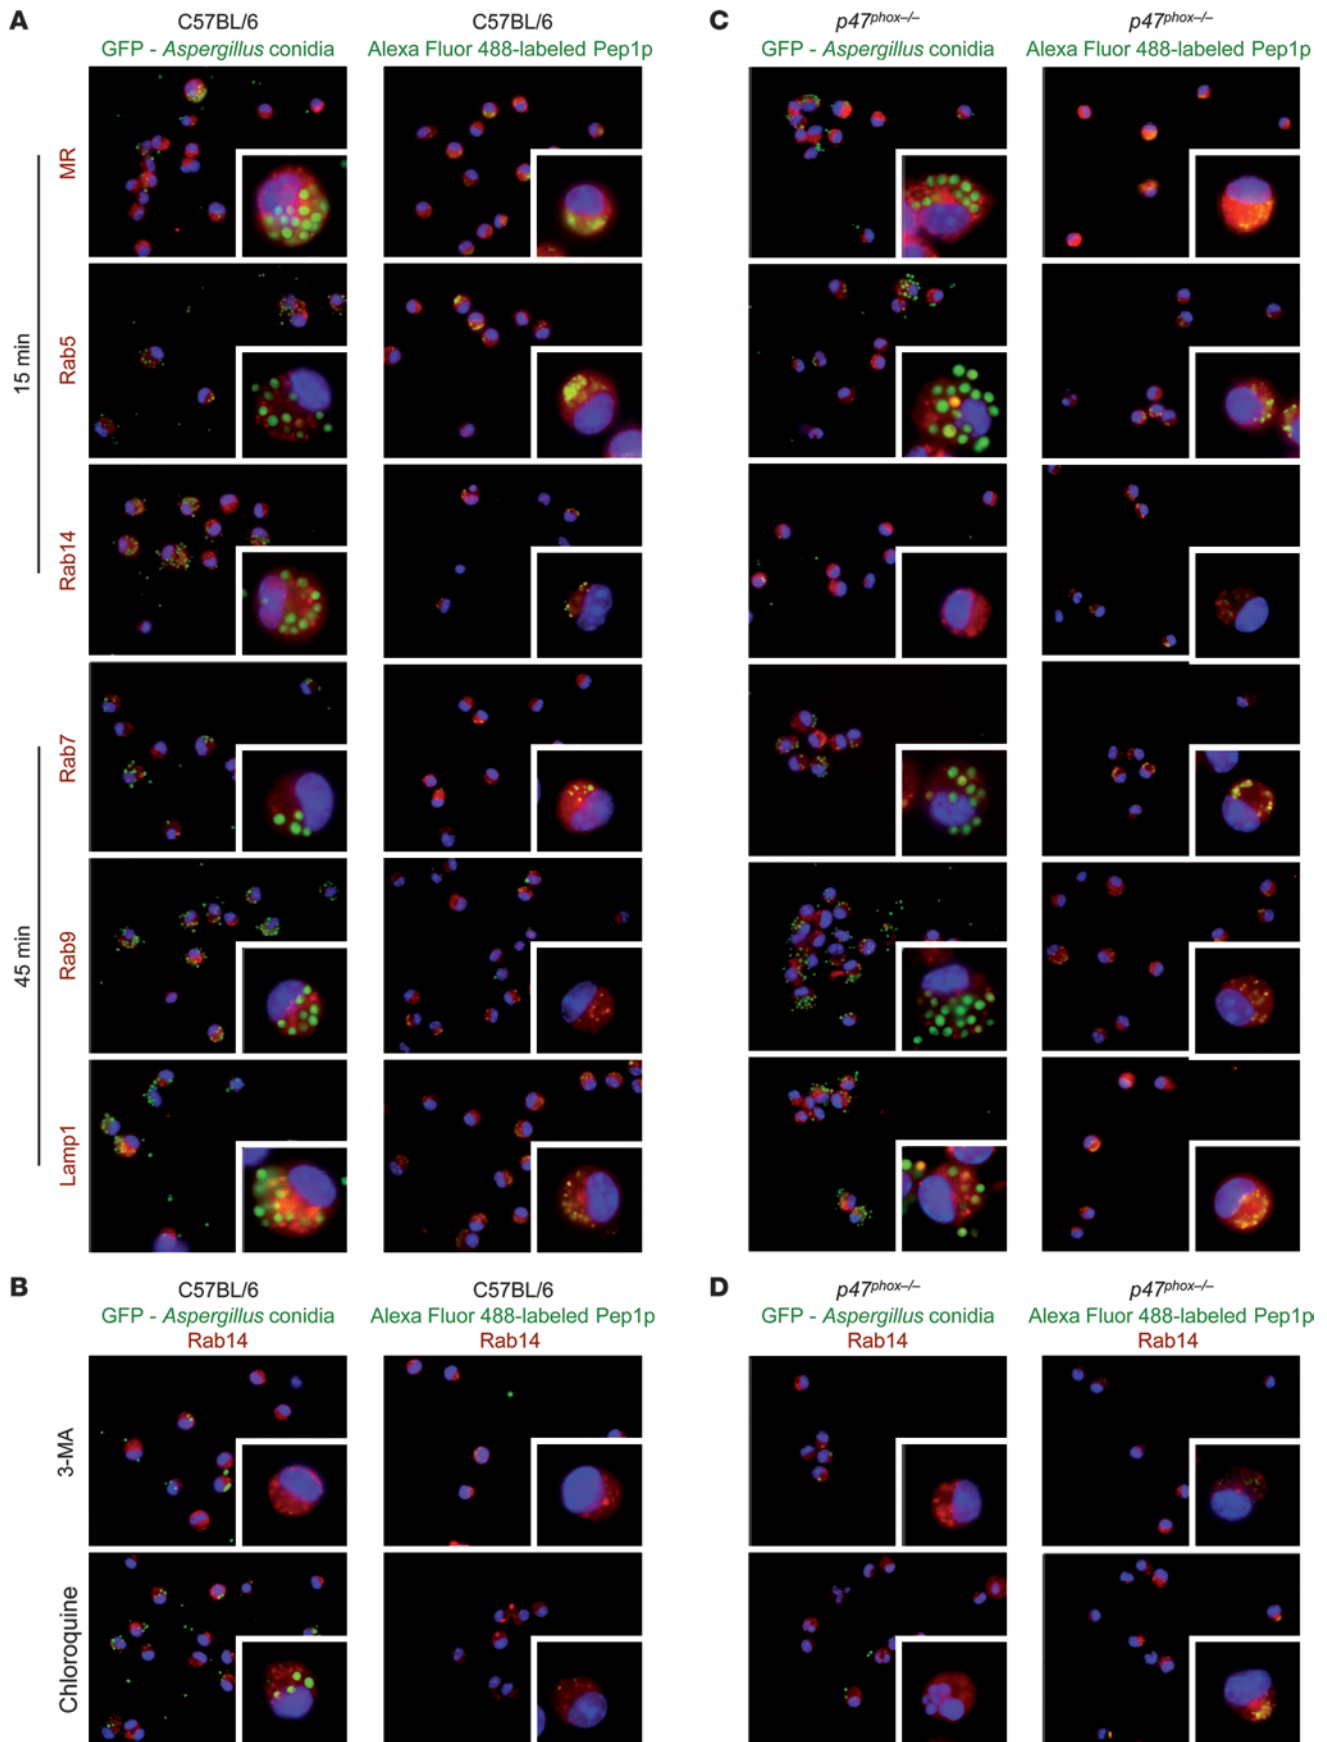 A
C57BL/6
GFP - Aspergillus conidia
C57BL/6
Alexa Fluor 488-labeled Pep1p
C
p47phox–/–
GFP - Aspergillus conidia
p47phox–/–
Alexa Fluor 488-labeled Pep1p
15 min
MR
Rab5
Rab14
45 min
Rab7
Rab9
Lamp1
B
C57BL/6
GFP - Aspergillus conidia
Rab14
C57BL/6
Alexa Fluor 488-labeled Pep1p
Rab14
D
p47phox–/–
GFP - Aspergillus conidia
Rab14
p47phox–/–
Alexa Fluor 488-labeled Pep1p
Rab14
3-MA
Chloroquine